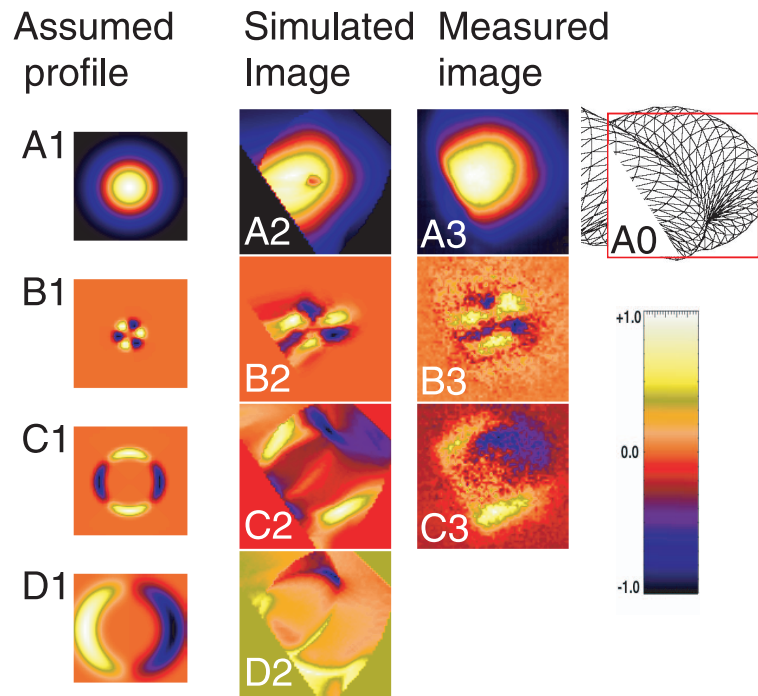 Assumed profile
Simulated Image
Measured image
A1
A2
A3
A0
B1
B2
B3
+1.0
0.0
-1.0
C1
C2
C3
D1
D2